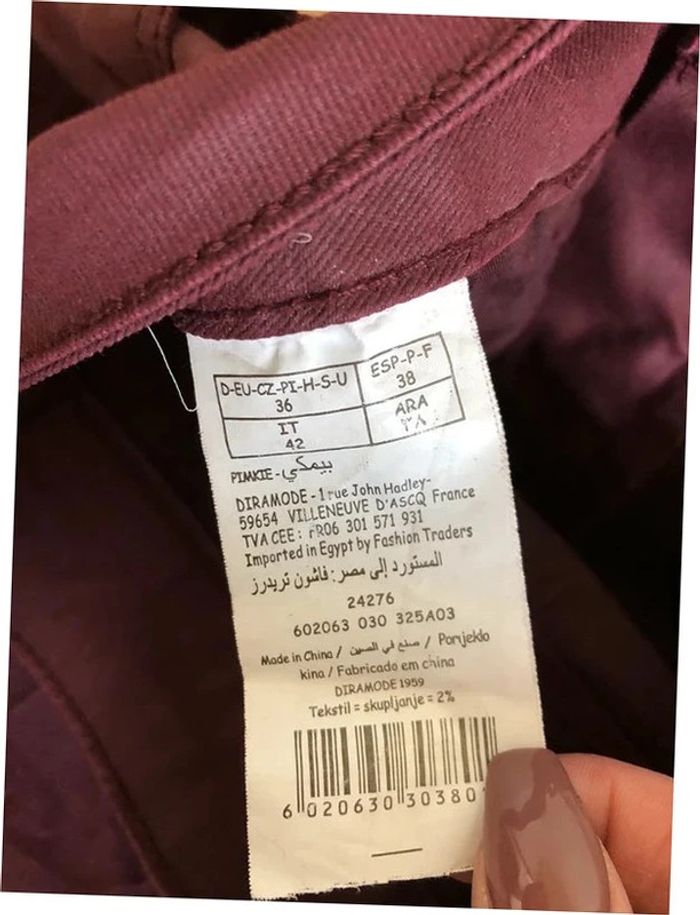 D-EU-CZ-PI-H-S-U
36
ESP-P-F
38
IT
42
ARA
٣٨
PIMKIE - بيمكي
DIRAMODE - 1 rue John Hadley-
59654 VILLENEUVE D'ASCQ France
TVA CEE : FR06 301 571 931
Imported in Egypt by Fashion Traders
المستورد إلى مصر : فاشون تريدرز
24276
602063 030 325A03
Made in China / صنع في الصين / Porijeklo
kina / Fabricado em china
DIRAMODE 1959
Tekstil = skupljanje = 2%
6 020630 30380